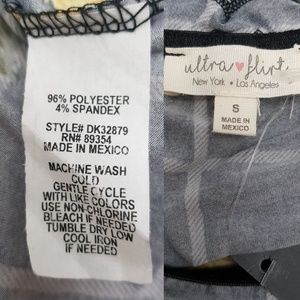 96% POLYESTER
4% SPANDEX
STYLE# DK32879
RN# 89354
MADE IN MEXICO
MACHINE WASH
COLD
GENTLE CYCLE
WITH LIKE COLORS
USE NON CHLORINE
BLEACH IF NEEDED
TUMBLE DRY LOW
COOL IRON
IF NEEDED
ultra flirt
New York • Los Angeles
S
MADE IN
MEXICO